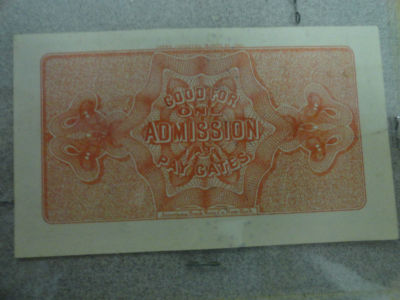 GOOD FOR
ONE
ADMISSION
AT
PAY GATES